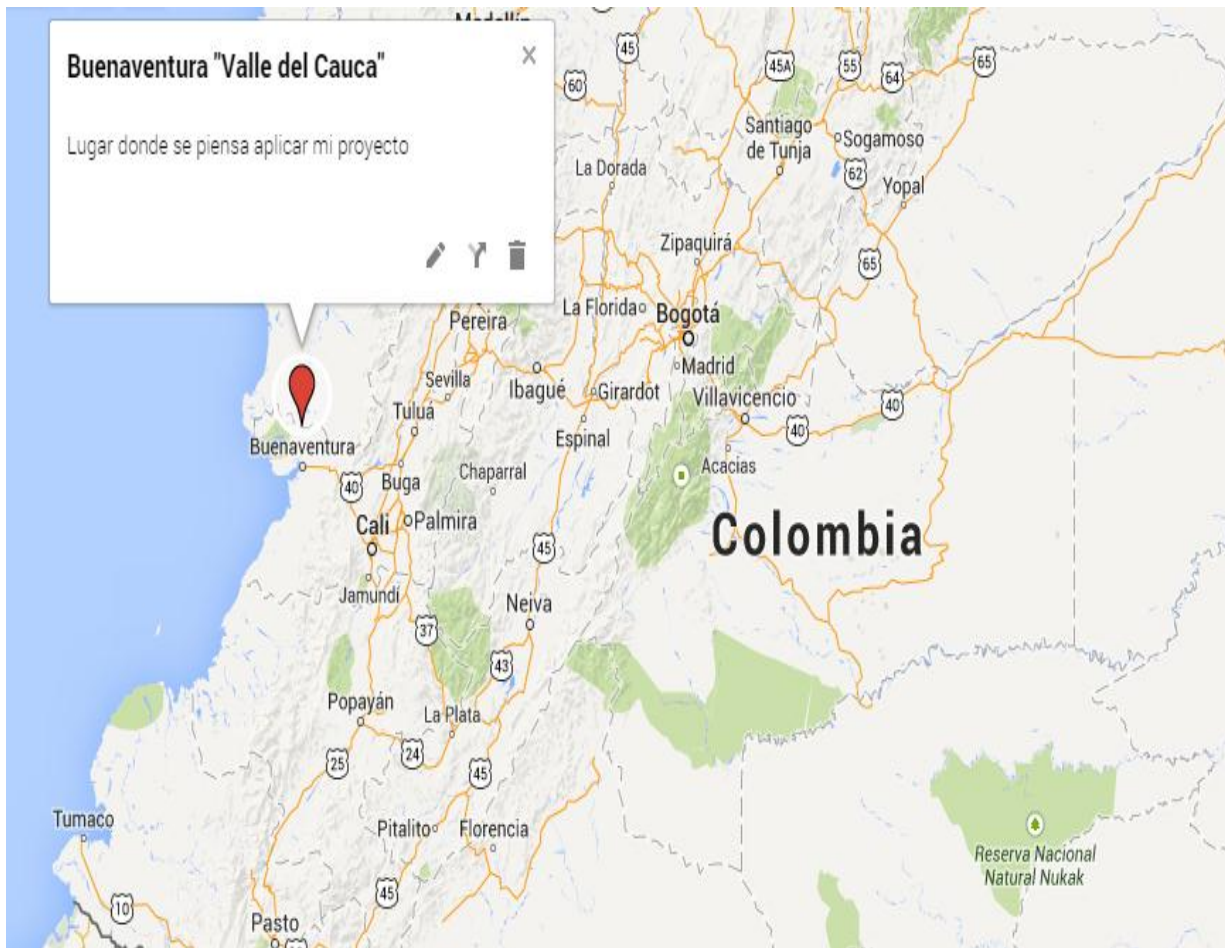 Medellín
Buenaventura "Valle del Cauca"
×
Lugar donde se piensa aplicar mi proyecto
45
45A
55
64
65
60
Santiago
de Tunja
Sogamoso
La Dorada
62
Yopal
Zipaquirá
65
La Florida
Bogotá
Pereira
Madrid
Ibagué
Girardot
Sevilla
Villavicencio
40
Tuluá
40
Espinal
Buenaventura
Acacias
Chaparral
40
Buga
Cali
Palmira
Colombia
45
Jamundí
Neiva
37
43
Popayán
La Plata
25
24
45
Tumaco
Pitalito
Florencia
Reserva Nacional
Natural Nukak
45
10
Pasto